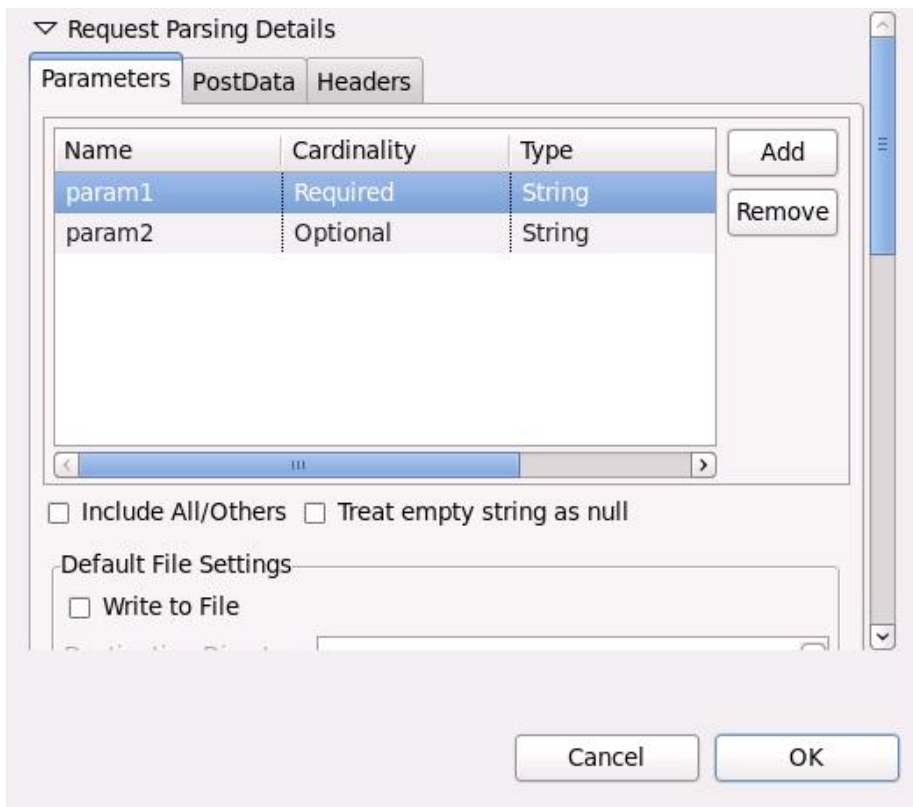 Request Parsing Details
Parameters PostData Headers
Name Cardinality Type
param1 Required String
param2 Optional String
Add
Remove
Include All/Others Treat empty string as null
Default File Settings
Write to File
Cancel OK